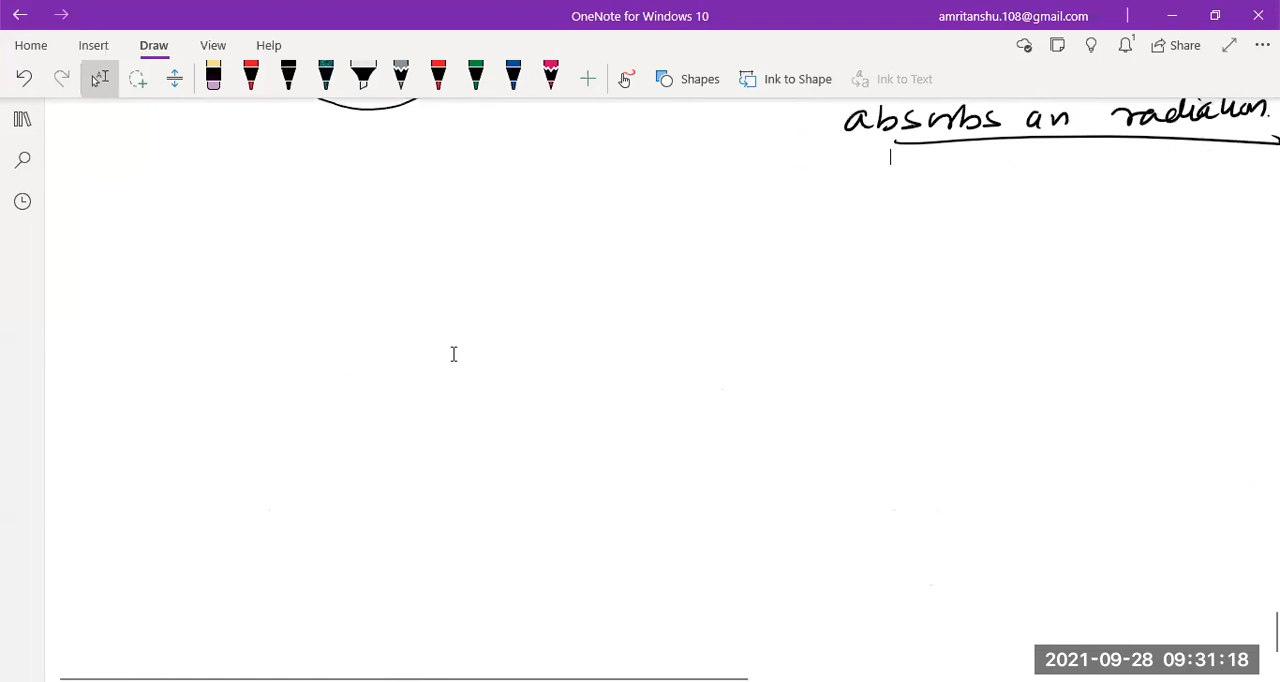 OneNote for Windows 10
amritanshu.108@gmail.com
Home Insert Draw View Help
Share
Shapes Ink to Shape Ink to Text
absorbs an radiation.
2021-09-28 09:31:18